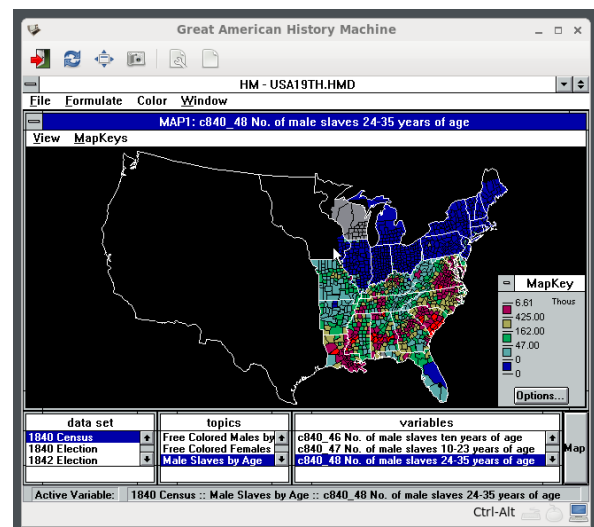 Great American History Machine
HM - USA19TH.HMD
File Formulate Color Window
MAP1: c840_48 No. of male slaves 24-35 years of age
View MapKeys
MapKey
6.61 Thous
425.00
162.00
47.00
0
0
Options...
data set topics variables
1840 Census Free Colored Males by c840_46 No. of male slaves ten years of age
1840 Election Free Colored Females c840_47 No. of male slaves 10-23 years of age
1842 Election Male Slaves by Age c840_48 No. of male slaves 24-35 years of age
Map
Active Variable: 1840 Census :: Male Slaves by Age :: c840_48 No. of male slaves 24-35 years of age
Ctrl-Alt